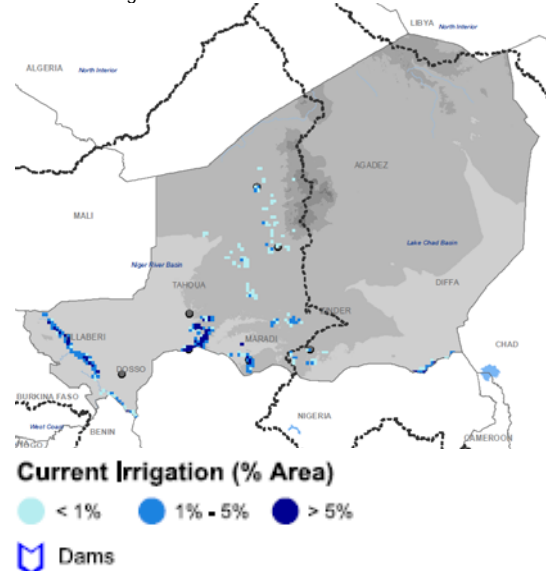 LIBYA
North Interior
ALGERIA
North Interior
AGADEZ
MALI
Niger River Basin
Lake Chad Basin
TAHOUA
DIFFA
ZINDER
TILLABERI
MARADI
CHAD
DOSSO
BURKINA FASO
NIGERIA
West Coast
BENIN
CAMEROON
TOGO
Current Irrigation (% Area)
< 1%
1% - 5%
> 5%
Dams